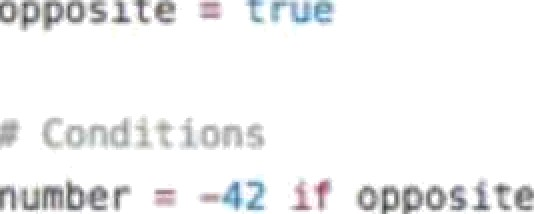 opposite = true
# Conditions
number = -42 if opposite